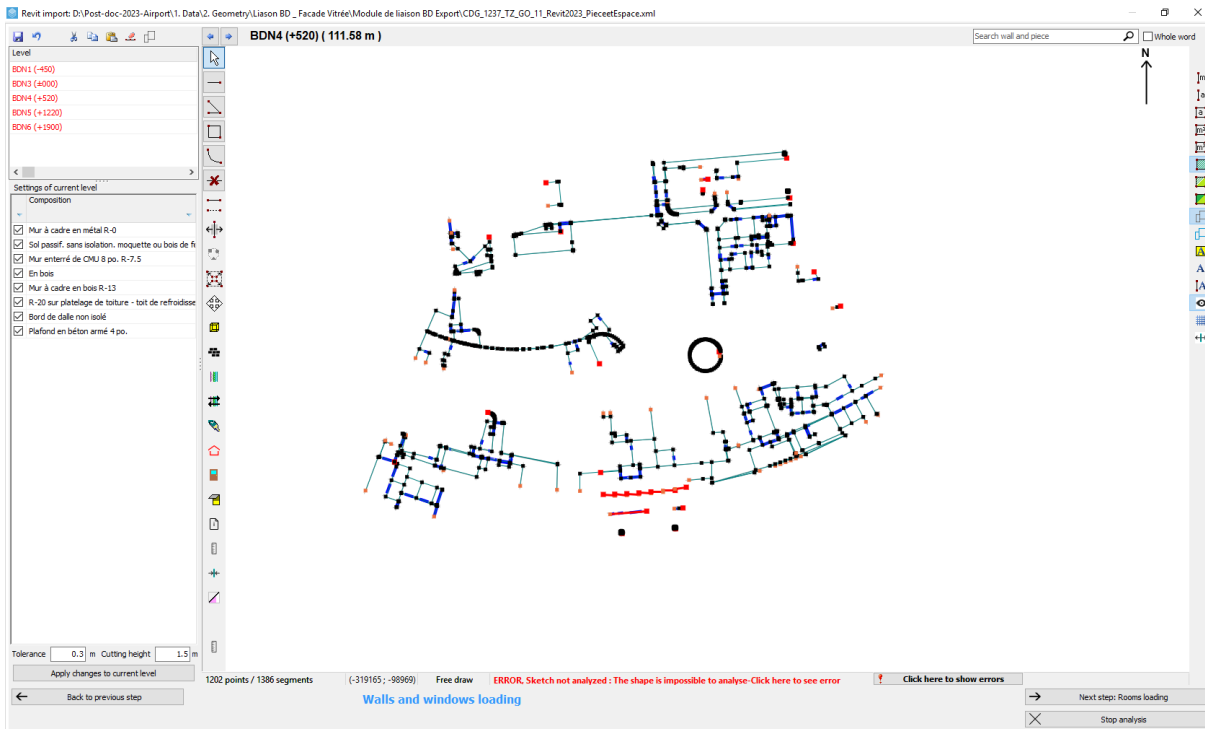 Revit import: D:\Post-doc-2023-Airport\1. Data\2. Geometry\Liason BD _ Facade Vitrée\Module de liaison BD Export\CDG_1237_TZ_GO_11_Revit2023_PieceetEspace.xml
BDN4 (+520) ( 111.58 m )
Search wall and piece
Whole word
Level
BDN1 (-450)
BDN3 (±000)
BDN4 (+520)
BDN5 (+1220)
BDN6 (+1900)
N
Settings of current level
Composition
Mur à cadre en métal R-0
Sol passif. sans isolation. moquette ou bois de fe
Mur enterré de CMU 8 po. R-7.5
En bois
Mur à cadre en bois R-13
R-20 sur platelage de toiture - toit de refroidisse
Bord de dalle non isolé
Plafond en béton armé 4 po.
Tolerance 0.3 m Cutting height 1.5 m
Apply changes to current level
Back to previous step
1202 points / 1386 segments
(-319165 ; -98969)
Free draw
ERROR, Sketch not analyzed : The shape is impossible to analyse-Click here to see error
Click here to show errors
Walls and windows loading
Next step: Rooms loading
Stop analysis